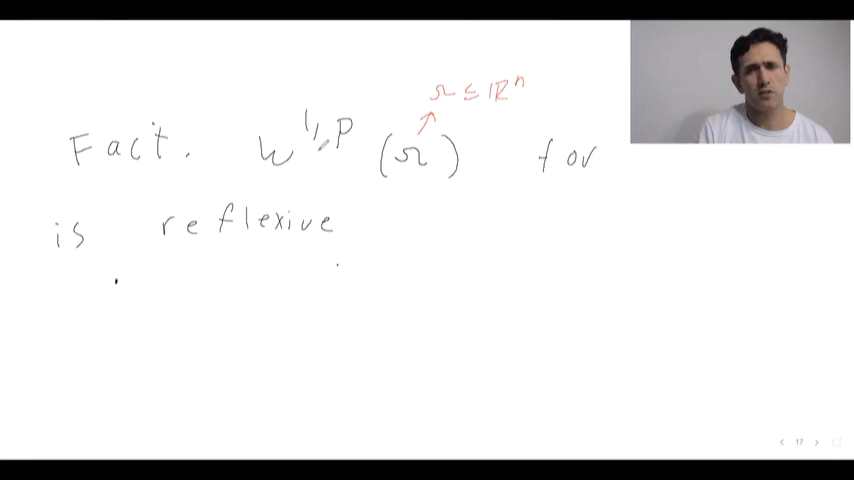 Ω ≤ ℝⁿ
Fact. W^{1,p} (Ω) for
is reflexive
17